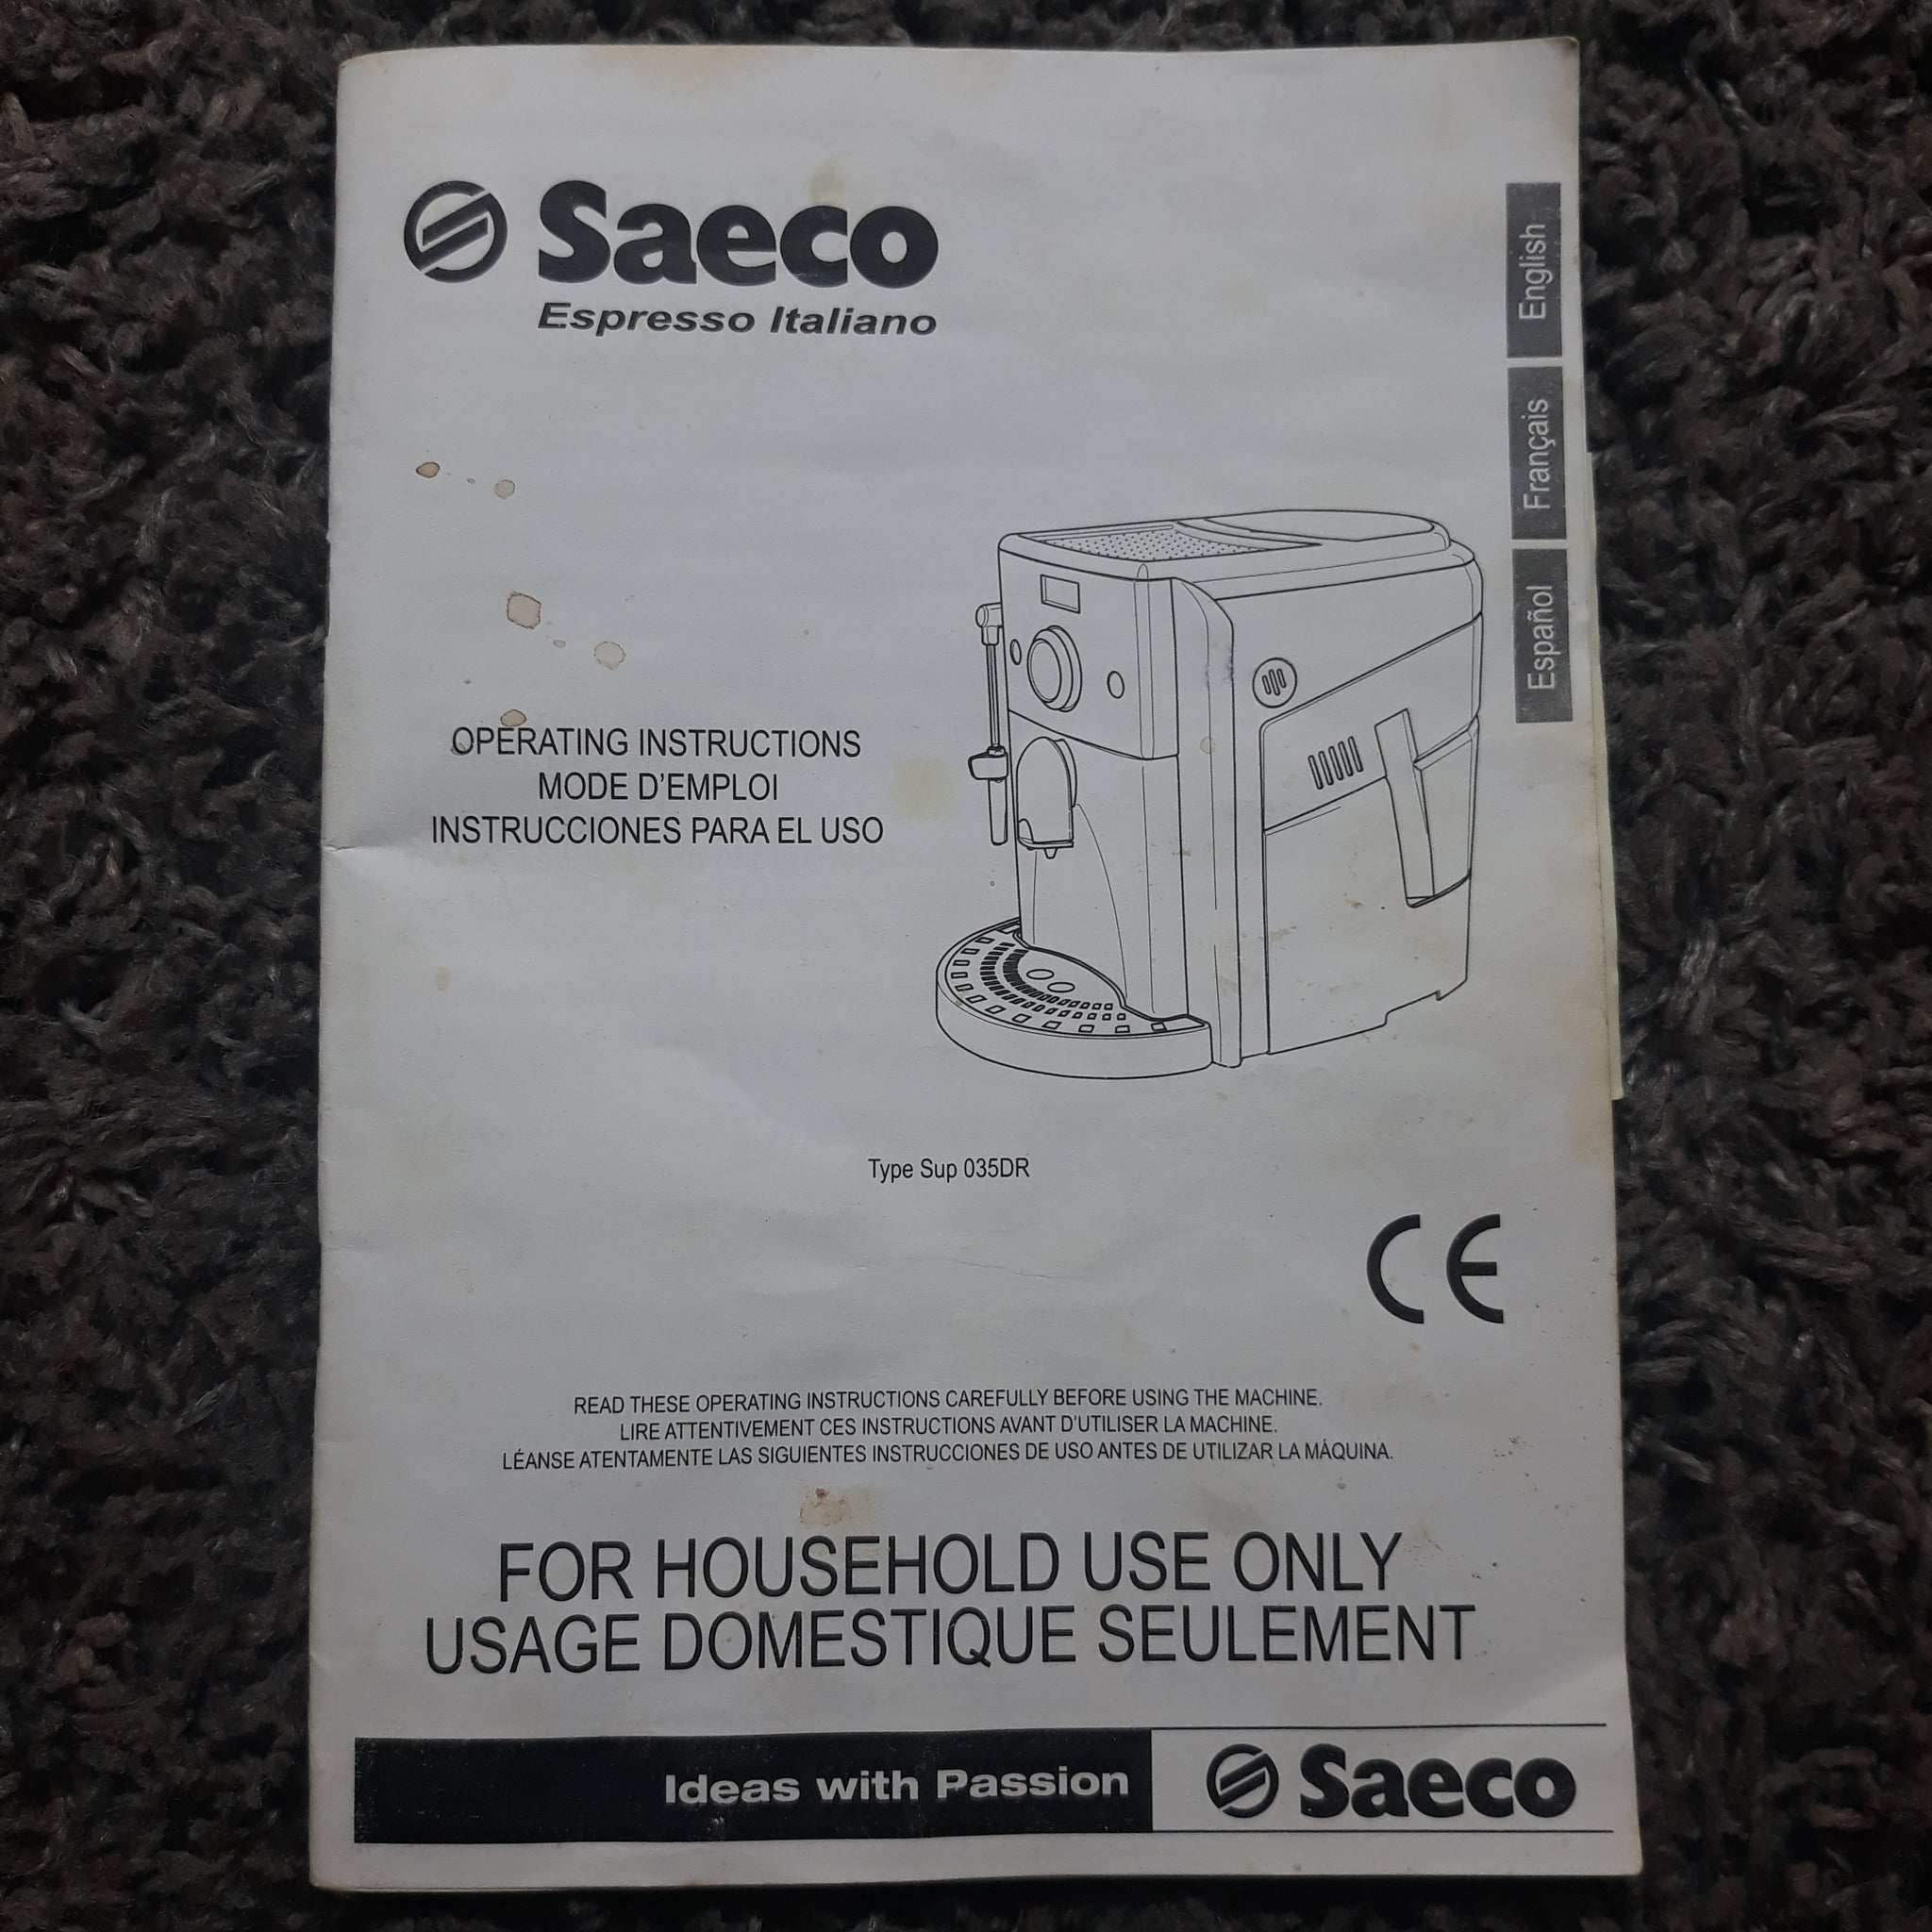 Saeco
Espresso Italiano
English
Français
Español
OPERATING INSTRUCTIONS
MODE D'EMPLOI
INSTRUCCIONES PARA EL USO
Type Sup 035DR
CE
READ THESE OPERATING INSTRUCTIONS CAREFULLY BEFORE USING THE MACHINE.
LIRE ATTENTIVEMENT CES INSTRUCTIONS AVANT D'UTILISER LA MACHINE.
LÉANSE ATENTAMENTE LAS SIGUIENTES INSTRUCCIONES DE USO ANTES DE UTILIZAR LA MÁQUINA.
FOR HOUSEHOLD USE ONLY
USAGE DOMESTIQUE SEULEMENT
Ideas with Passion
Saeco